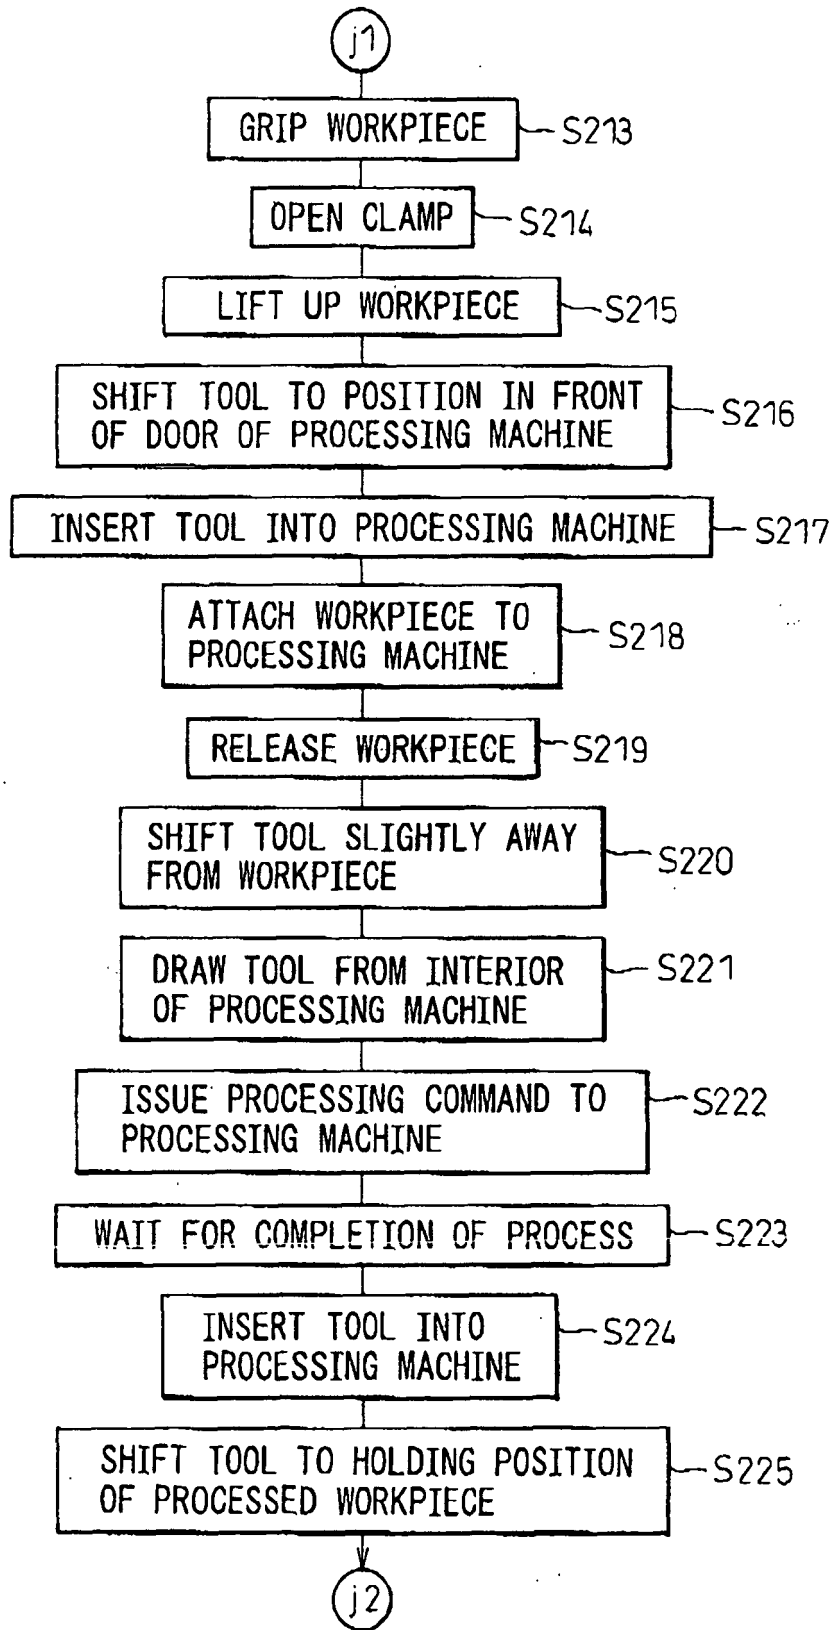 j1
GRIP WORKPIECE S213
OPEN CLAMP S214
LIFT UP WORKPIECE S215
SHIFT TOOL TO POSITION IN FRONT
OF DOOR OF PROCESSING MACHINE S216
INSERT TOOL INTO PROCESSING MACHINE S217
ATTACH WORKPIECE TO
PROCESSING MACHINE S218
RELEASE WORKPIECE S219
SHIFT TOOL SLIGHTLY AWAY
FROM WORKPIECE S220
DRAW TOOL FROM INTERIOR S221
OF PROCESSING MACHINE
ISSUE PROCESSING COMMAND TO S222
PROCESSING MACHINE
WAIT FOR COMPLETION OF PROCESS S223
INSERT TOOL INTO S224
PROCESSING MACHINE
SHIFT TOOL TO HOLDING POSITION S225
OF PROCESSED WORKPIECE
j2